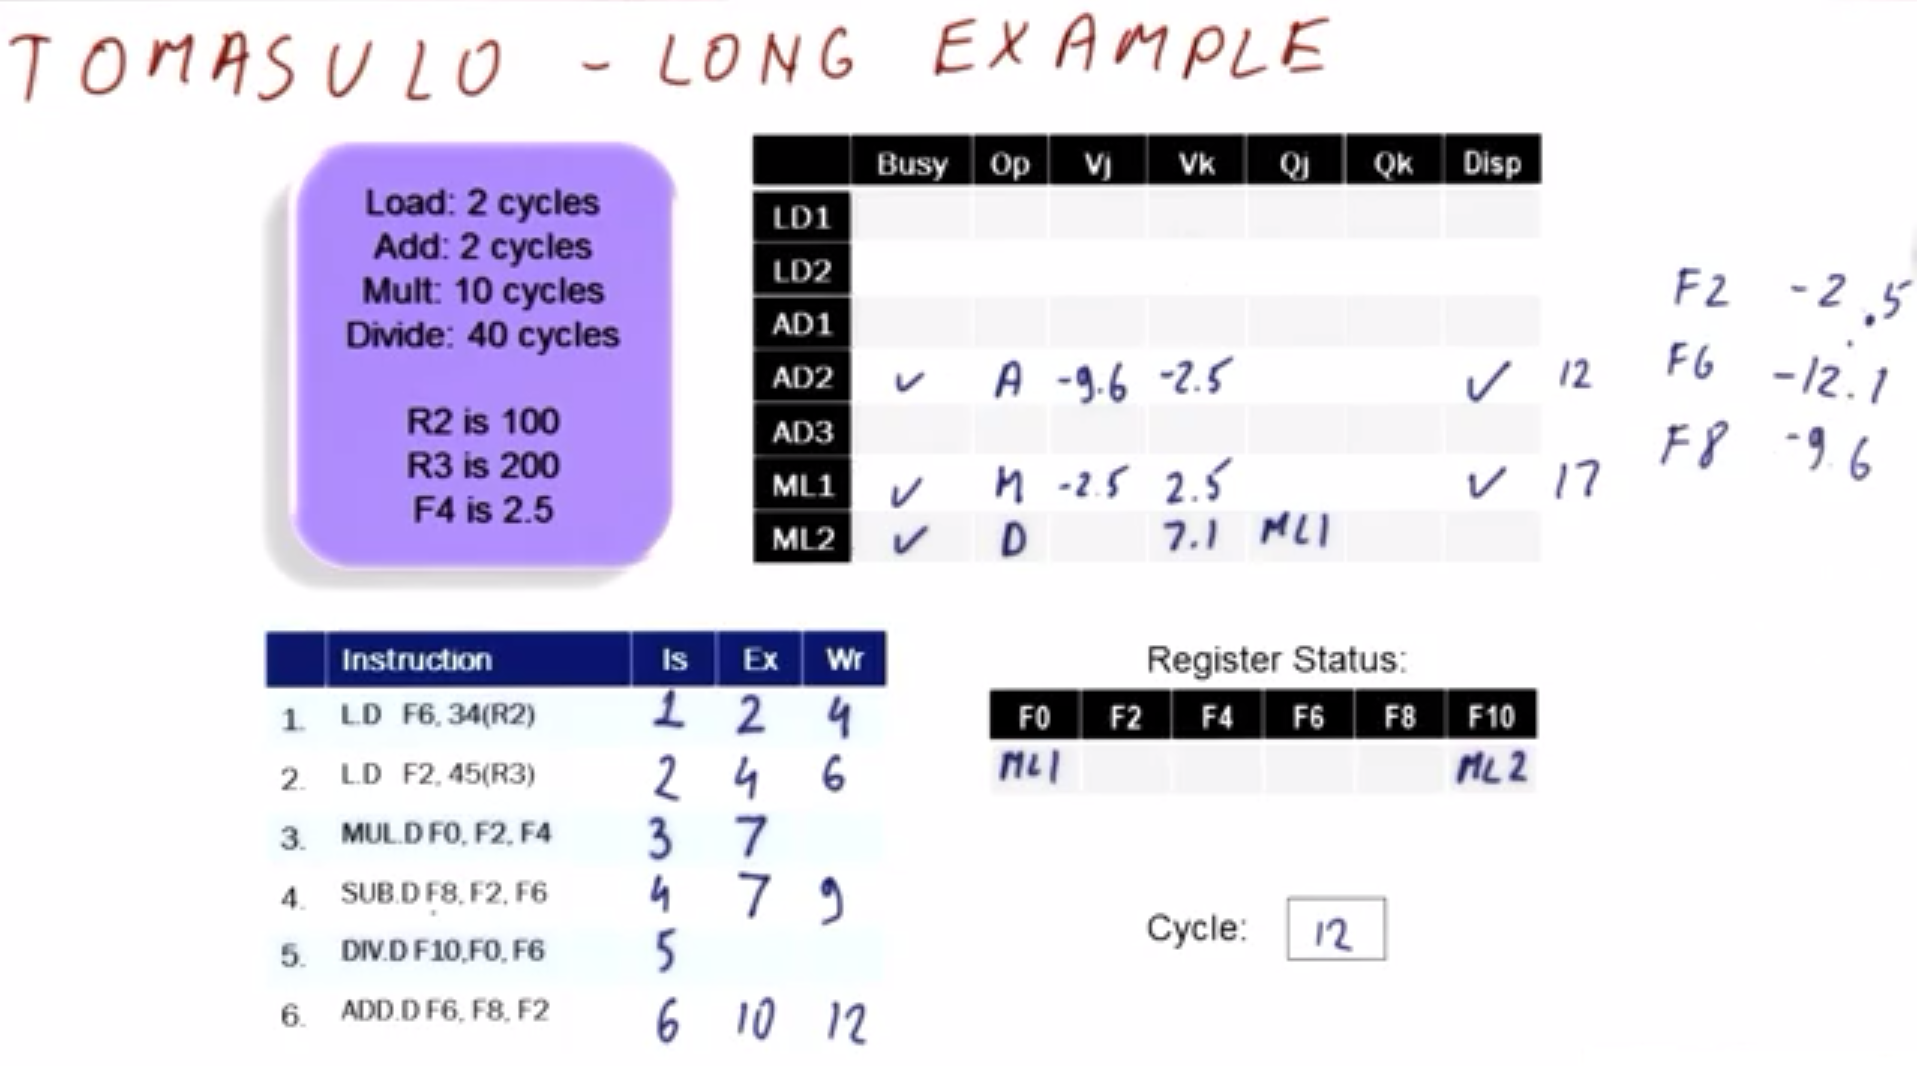 TOMASULO - LONG EXAMPLE
Load: 2 cycles
Add: 2 cycles
Mult: 10 cycles
Divide: 40 cycles
R2 is 100
R3 is 200
F4 is 2.5
Busy Op Vj Vk Qj Qk Disp
LD1
LD2
AD1
AD2 ✓ A -9.6 -2.5 ✓ 12
AD3
ML1 ✓ M -2.5 2.5 ✓ 17
ML2 ✓ D 7.1 ML1
F2 -2.5
F6 -12.1
F8 -9.6
Instruction Is Ex Wr
1. L.D F6, 34(R2) 1 2 4
2. L.D F2, 45(R3) 2 4 6
3. MUL.D F0, F2, F4 3 7
4. SUB.D F8, F2, F6 4 7 9
5. DIV.D F10,F0, F6 5
6. ADD.D F6, F8, F2 6 10 12
Register Status:
F0 F2 F4 F6 F8 F10
ML1 ML2
Cycle: 12